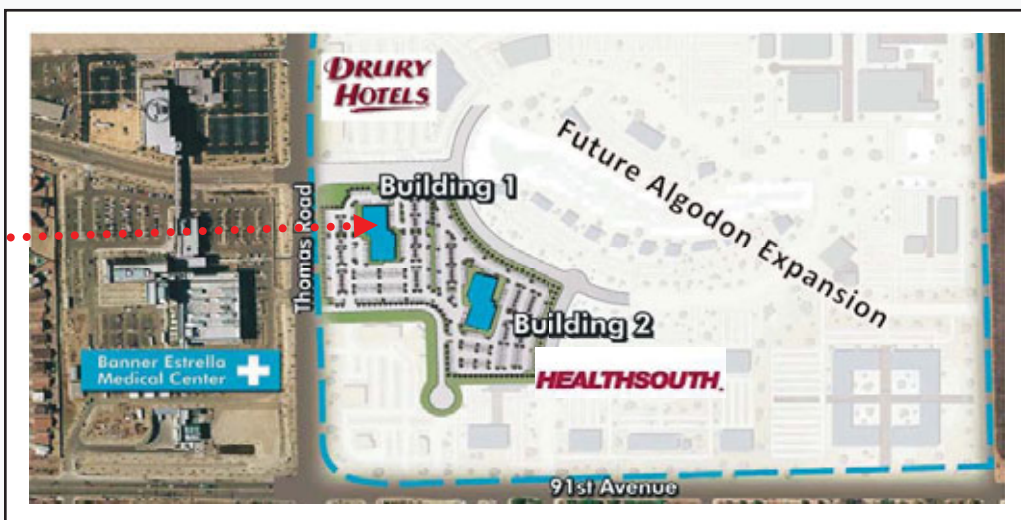 DRURY
HOTELS
Future Algodon Expansion
Building 1
Thomas Road
Building 2
Banner Estrella
Medical Center
HEALTHSOUTH
91st Avenue